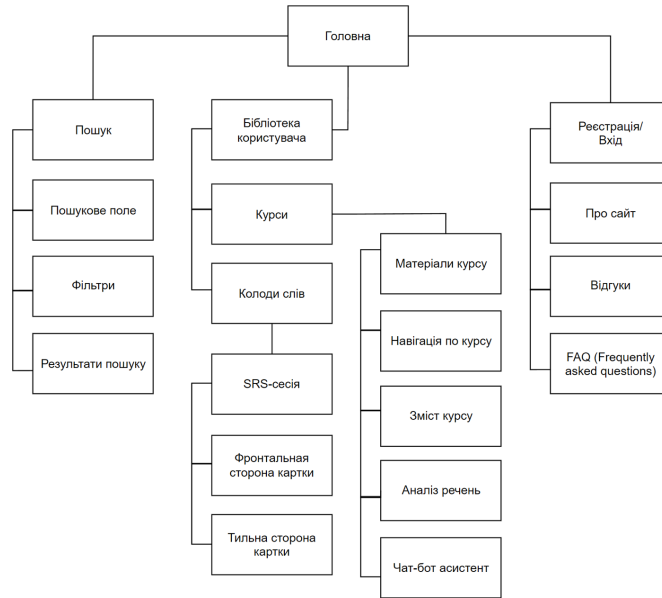 Головна
Пошук
Пошукове поле
Фільтри
Результати пошуку
Бібліотека
користувача
Курси
Колоди слів
SRS-сесія
Фронтальная
сторона картки
Тильна сторона
картки
Матеріали курсу
Навігація по курсу
Зміст курсу
Аналіз речень
Чат-бот асистент
Реєстрація/
Вхід
Про сайт
Відгуки
FAQ (Frequently
asked questions)